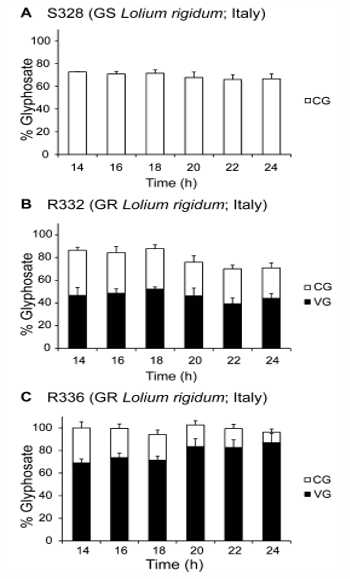 A S328 (GS Lolium rigidum; Italy)
% Glyphosate
100
80
60
40
20
0
CG
14 16 18 20 22 24
Time (h)
B R332 (GR Lolium rigidum; Italy)
% Glyphosate
100
80
60
40
20
0
CG
VG
14 16 18 20 22 24
Time (h)
C R336 (GR Lolium rigidum; Italy)
% Glyphosate
100
80
60
40
20
0
CG
VG
14 16 18 20 22 24
Time (h)